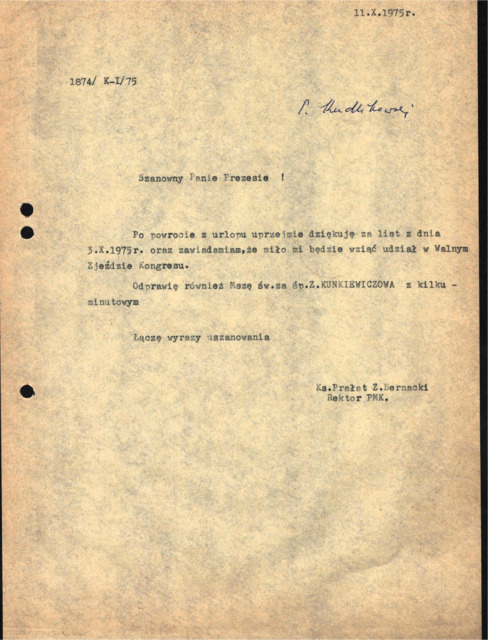 11.X.1975r.
1874/ K-I/75
P. Kudlikowski
Szanowny Panie Prezesie !
Po powrocie z urlopu uprzejmie dziękuję za list z dnia
3.X.1975r. oraz zawiadamiam,że miło mi będzie wziąć udział w Walnym
Zjeździe Kongresu.
Odprawię również Mszę św.za śp.Z.KUNKIEWICZOWA z kilku -
minutowym
Łączę wyrazy uszanowania
Ks.Prałat Z.Bernacki
Rektor PMK.